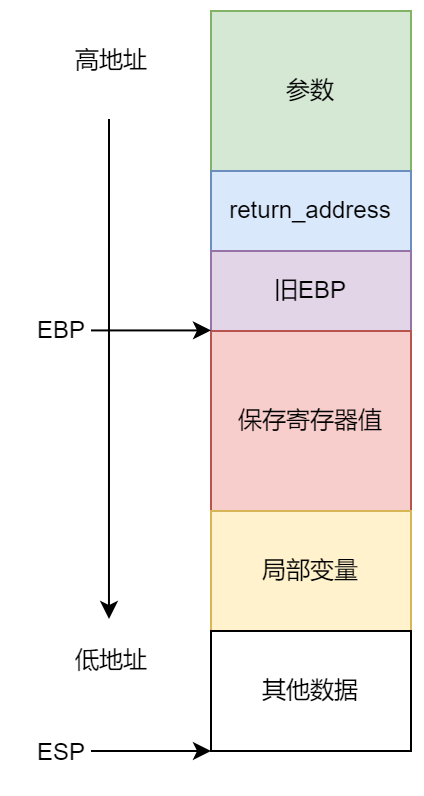 高地址
参数
return_address
旧EBP
EBP
保存寄存器值
局部变量
低地址
其他数据
ESP